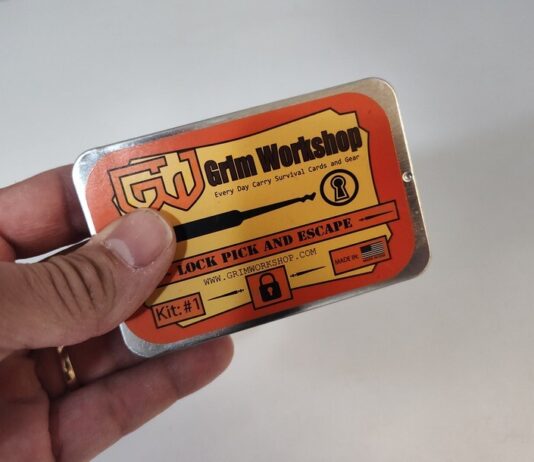 GW
Grim Workshop
Every Day Carry Survival Cards and Gear
LOCK PICK AND ESCAPE
WWW.GRIMWORKSHOP.COM
Kit: #1
MADE IN: